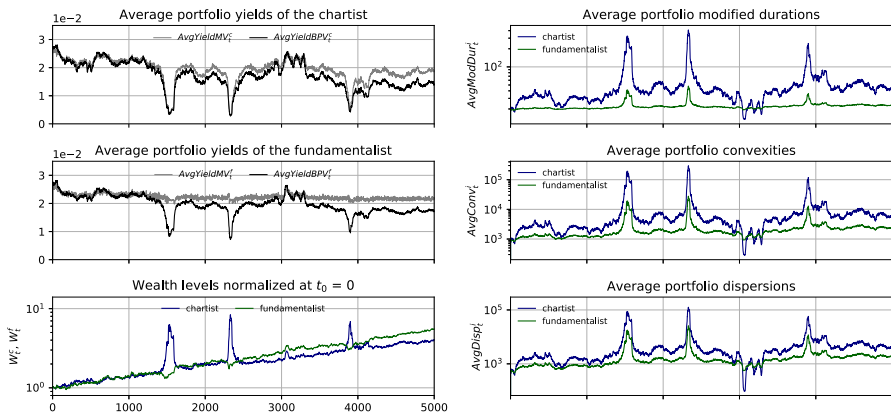 Average portfolio yields of the chartist
1e−2
AvgYieldMV_t^c
AvgYieldBPV_t^c
3
2
1
0
Average portfolio yields of the fundamentalist
1e−2
AvgYieldMV_t^f
AvgYieldBPV_t^f
3
2
1
0
Wealth levels normalized at t_0 = 0
chartist
fundamentalist
W_t^c, W_t^f
10^1
10^0
0 1000 2000 3000 4000 5000
Average portfolio modified durations
AvgModDur_t^i
chartist
fundamentalist
10^2
Average portfolio convexities
AvgConv_t^i
chartist
fundamentalist
10^5
10^4
10^3
Average portfolio dispersions
AvgDisp_t^i
chartist
fundamentalist
10^5
10^3